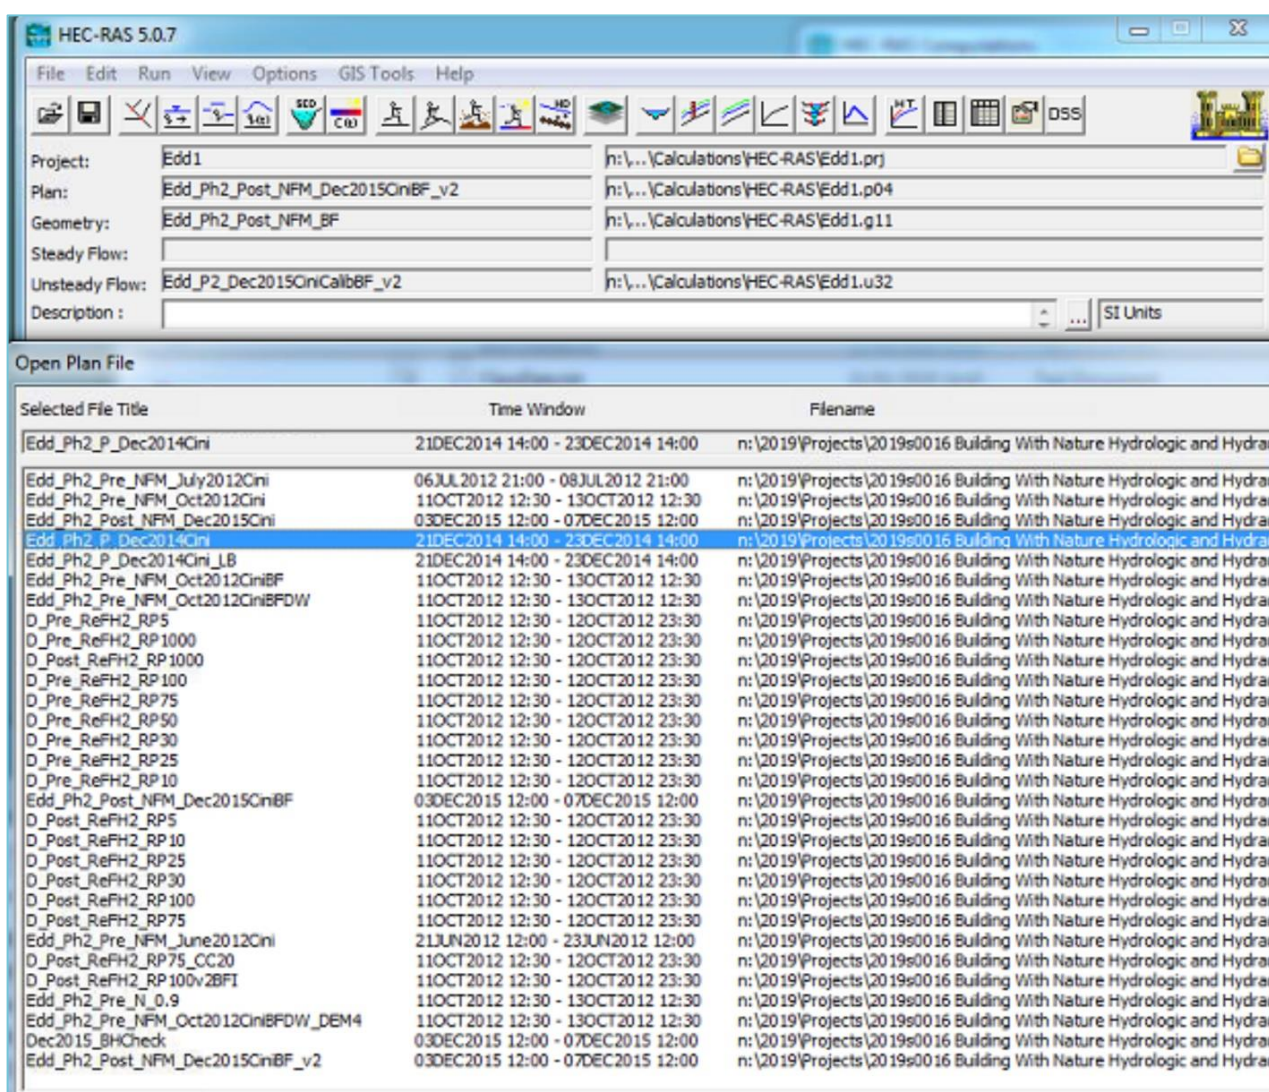 HEC-RAS 5.0.7
File Edit Run View Options GIS Tools Help
DSS
Project: Edd1 n:\...\Calculations\HEC-RAS\Edd1.prj
Plan: Edd_Ph2_Post_NFM_Dec2015CiniBF_v2 n:\...\Calculations\HEC-RAS\Edd1.p04
Geometry: Edd_Ph2_Post_NFM_BF n:\...\Calculations\HEC-RAS\Edd1.g11
Steady Flow:
Unsteady Flow: Edd_P2_Dec2015CiniCalibBF_v2 n:\...\Calculations\HEC-RAS\Edd1.u32
Description : ... SI Units
Open Plan File
Selected File Title Time Window Filename
Edd_Ph2_P_Dec2014Cini 21DEC2014 14:00 - 23DEC2014 14:00 n:\2019\Projects\2019s0016 Building With Nature Hydrologic and Hydra
Edd_Ph2_Pre_NFM_July2012Cini 06JUL2012 21:00 - 08JUL2012 21:00 n:\2019\Projects\2019s0016 Building With Nature Hydrologic and Hydra
Edd_Ph2_Pre_NFM_Oct2012Cini 11OCT2012 12:30 - 13OCT2012 12:30 n:\2019\Projects\2019s0016 Building With Nature Hydrologic and Hydra
Edd_Ph2_Post_NFM_Dec2015Cini 03DEC2015 12:00 - 07DEC2015 12:00 n:\2019\Projects\2019s0016 Building With Nature Hydrologic and Hydra
Edd_Ph2_P_Dec2014Cini 21DEC2014 14:00 - 23DEC2014 14:00 n:\2019\Projects\2019s0016 Building With Nature Hydrologic and Hydra
Edd_Ph2_P_Dec2014Cini_LB 21DEC2014 14:00 - 23DEC2014 14:00 n:\2019\Projects\2019s0016 Building With Nature Hydrologic and Hydra
Edd_Ph2_Pre_NFM_Oct2012CiniBF 11OCT2012 12:30 - 13OCT2012 12:30 n:\2019\Projects\2019s0016 Building With Nature Hydrologic and Hydra
Edd_Ph2_Pre_NFM_Oct2012CiniBFDW 11OCT2012 12:30 - 13OCT2012 12:30 n:\2019\Projects\2019s0016 Building With Nature Hydrologic and Hydra
D_Pre_ReFH2_RP5 11OCT2012 12:30 - 12OCT2012 23:30 n:\2019\Projects\2019s0016 Building With Nature Hydrologic and Hydra
D_Pre_ReFH2_RP1000 11OCT2012 12:30 - 12OCT2012 23:30 n:\2019\Projects\2019s0016 Building With Nature Hydrologic and Hydra
D_Post_ReFH2_RP1000 11OCT2012 12:30 - 12OCT2012 23:30 n:\2019\Projects\2019s0016 Building With Nature Hydrologic and Hydra
D_Pre_ReFH2_RP100 11OCT2012 12:30 - 12OCT2012 23:30 n:\2019\Projects\2019s0016 Building With Nature Hydrologic and Hydra
D_Pre_ReFH2_RP75 11OCT2012 12:30 - 12OCT2012 23:30 n:\2019\Projects\2019s0016 Building With Nature Hydrologic and Hydra
D_Pre_ReFH2_RP50 11OCT2012 12:30 - 12OCT2012 23:30 n:\2019\Projects\2019s0016 Building With Nature Hydrologic and Hydra
D_Pre_ReFH2_RP30 11OCT2012 12:30 - 12OCT2012 23:30 n:\2019\Projects\2019s0016 Building With Nature Hydrologic and Hydra
D_Pre_ReFH2_RP25 11OCT2012 12:30 - 12OCT2012 23:30 n:\2019\Projects\2019s0016 Building With Nature Hydrologic and Hydra
D_Pre_ReFH2_RP10 11OCT2012 12:30 - 12OCT2012 23:30 n:\2019\Projects\2019s0016 Building With Nature Hydrologic and Hydra
Edd_Ph2_Post_NFM_Dec2015CiniBF 03DEC2015 12:00 - 07DEC2015 12:00 n:\2019\Projects\2019s0016 Building With Nature Hydrologic and Hydra
D_Post_ReFH2_RP5 11OCT2012 12:30 - 12OCT2012 23:30 n:\2019\Projects\2019s0016 Building With Nature Hydrologic and Hydra
D_Post_ReFH2_RP10 11OCT2012 12:30 - 12OCT2012 23:30 n:\2019\Projects\2019s0016 Building With Nature Hydrologic and Hydra
D_Post_ReFH2_RP25 11OCT2012 12:30 - 12OCT2012 23:30 n:\2019\Projects\2019s0016 Building With Nature Hydrologic and Hydra
D_Post_ReFH2_RP30 11OCT2012 12:30 - 12OCT2012 23:30 n:\2019\Projects\2019s0016 Building With Nature Hydrologic and Hydra
D_Post_ReFH2_RP100 11OCT2012 12:30 - 12OCT2012 23:30 n:\2019\Projects\2019s0016 Building With Nature Hydrologic and Hydra
D_Post_ReFH2_RP75 11OCT2012 12:30 - 12OCT2012 23:30 n:\2019\Projects\2019s0016 Building With Nature Hydrologic and Hydra
Edd_Ph2_Pre_NFM_June2012Cini 21JUN2012 12:00 - 23JUN2012 12:00 n:\2019\Projects\2019s0016 Building With Nature Hydrologic and Hydra
D_Post_ReFH2_RP75_CC20 11OCT2012 12:30 - 12OCT2012 23:30 n:\2019\Projects\2019s0016 Building With Nature Hydrologic and Hydra
D_Post_ReFH2_RP100v2BFI 11OCT2012 12:30 - 12OCT2012 23:30 n:\2019\Projects\2019s0016 Building With Nature Hydrologic and Hydra
Edd_Ph2_Pre_N_0.9 11OCT2012 12:30 - 13OCT2012 12:30 n:\2019\Projects\2019s0016 Building With Nature Hydrologic and Hydra
Edd_Ph2_Pre_NFM_Oct2012CiniBFDW_DEM4 11OCT2012 12:30 - 13OCT2012 12:30 n:\2019\Projects\2019s0016 Building With Nature Hydrologic and Hydra
Dec2015_BHCheck 03DEC2015 12:00 - 07DEC2015 12:00 n:\2019\Projects\2019s0016 Building With Nature Hydrologic and Hydra
Edd_Ph2_Post_NFM_Dec2015CiniBF_v2 03DEC2015 12:00 - 07DEC2015 12:00 n:\2019\Projects\2019s0016 Building With Nature Hydrologic and Hydra